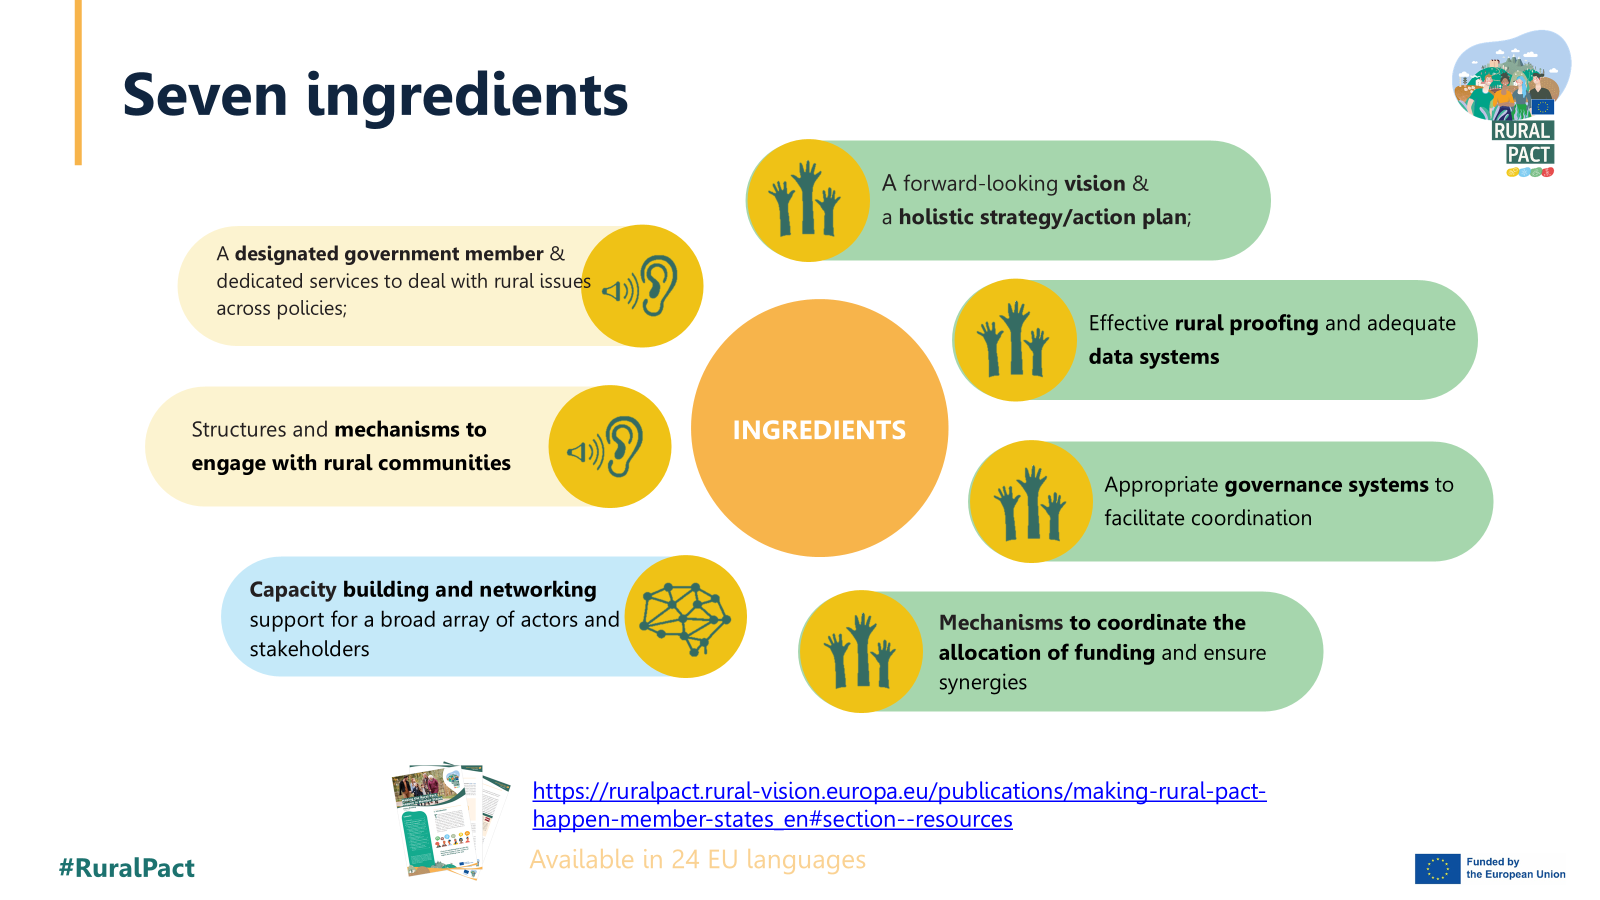 Seven ingredients
RURAL
PACT
A forward-looking vision &
a holistic strategy/action plan;
A designated government member &
dedicated services to deal with rural issues
across policies;
Effective rural proofing and adequate
data systems
INGREDIENTS
Structures and mechanisms to
engage with rural communities
Appropriate governance systems to
facilitate coordination
Capacity building and networking
support for a broad array of actors and
stakeholders
Mechanisms to coordinate the
allocation of funding and ensure
synergies
https://ruralpact.rural-vision.europa.eu/publications/making-rural-pact-
happen-member-states_en#section--resources
Available in 24 EU languages
#RuralPact
Funded by
the European Union